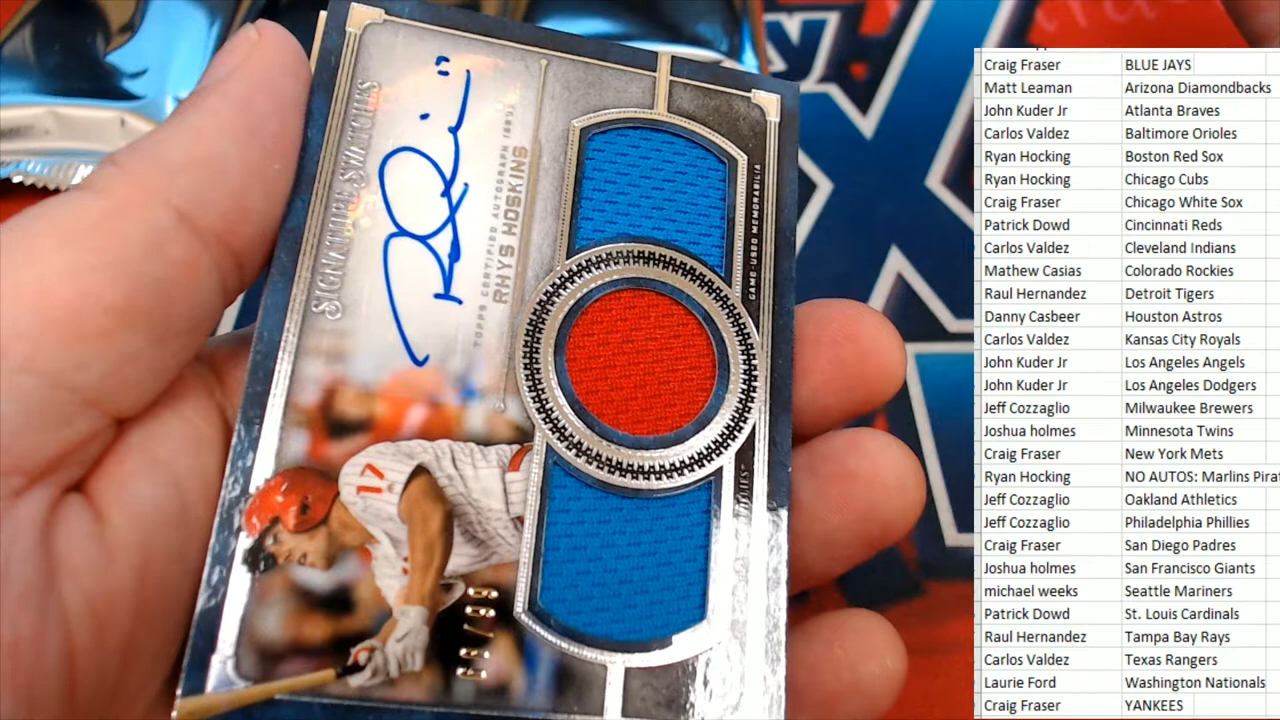 SIGNATURE SWATCHES
TOPPS CERTIFIED AUTOGRAPH ISSUE
RHYS HOSKINS
GAME-USED MEMORABILIA
17
17
/99
Craig Fraser BLUE JAYS
Matt Leaman Arizona Diamondbacks
John Kuder Jr Atlanta Braves
Carlos Valdez Baltimore Orioles
Ryan Hocking Boston Red Sox
Ryan Hocking Chicago Cubs
Craig Fraser Chicago White Sox
Patrick Dowd Cincinnati Reds
Carlos Valdez Cleveland Indians
Mathew Casias Colorado Rockies
Raul Hernandez Detroit Tigers
Danny Casbeer Houston Astros
Carlos Valdez Kansas City Royals
John Kuder Jr Los Angeles Angels
John Kuder Jr Los Angeles Dodgers
Jeff Cozzaglio Milwaukee Brewers
Joshua holmes Minnesota Twins
Craig Fraser New York Mets
Ryan Hocking NO AUTOS: Marlins Pirat
Jeff Cozzaglio Oakland Athletics
Jeff Cozzaglio Philadelphia Phillies
Craig Fraser San Diego Padres
Joshua holmes San Francisco Giants
michael weeks Seattle Mariners
Patrick Dowd St. Louis Cardinals
Raul Hernandez Tampa Bay Rays
Carlos Valdez Texas Rangers
Laurie Ford Washington Nationals
Craig Fraser YANKEES